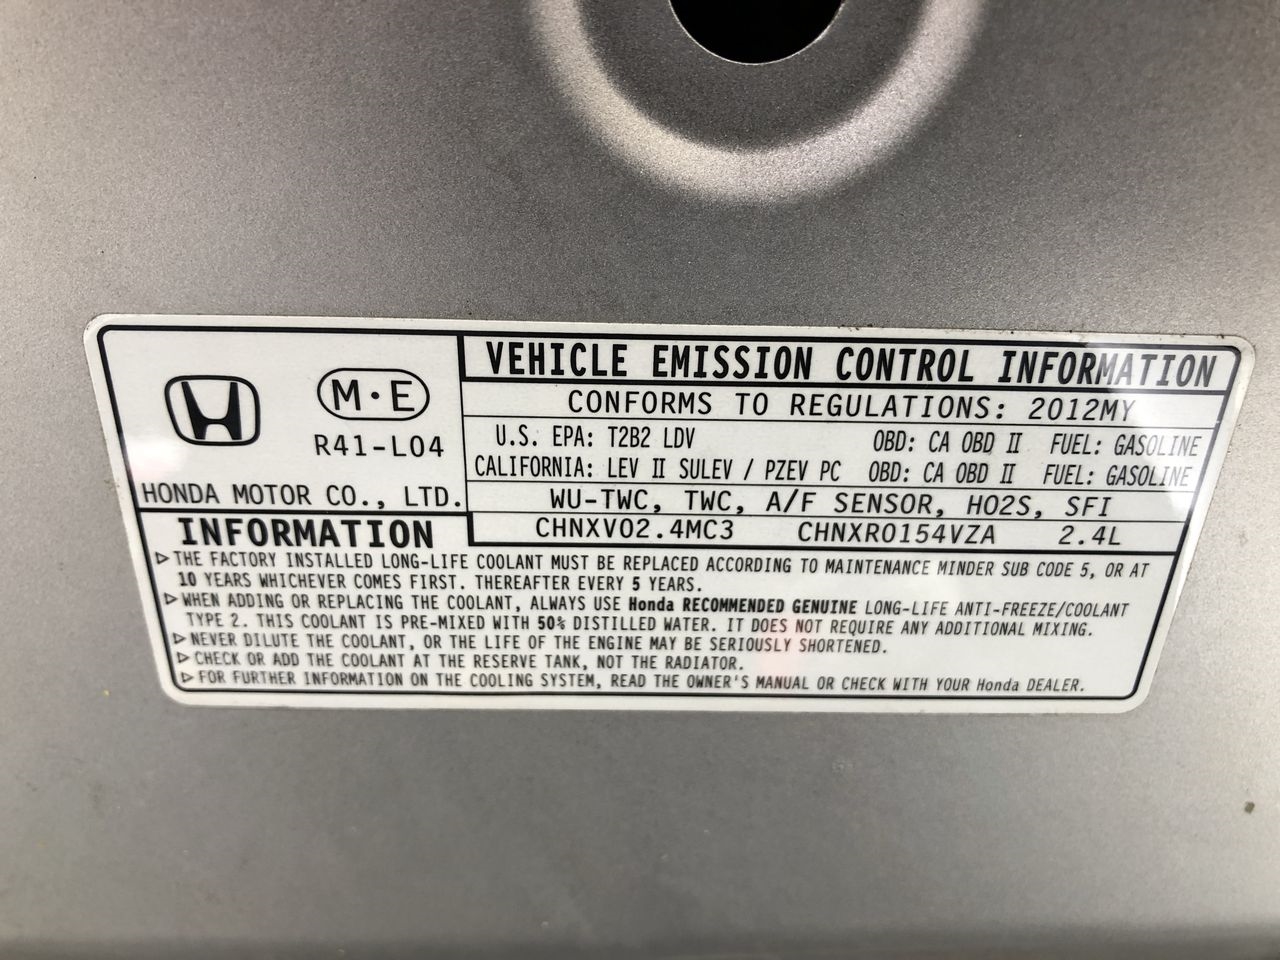 M·E
R41-L04
HONDA MOTOR CO., LTD.
VEHICLE EMISSION CONTROL INFORMATION
CONFORMS TO REGULATIONS: 2012MY
U.S. EPA: T2B2 LDV OBD: CA OBD II FUEL: GASOLINE
CALIFORNIA: LEV II SULEV / PZEV PC OBD: CA OBD II FUEL: GASOLINE
WU-TWC, TWC, A/F SENSOR, HO2S, SFI
CHNXV02.4MC3 CHNXR0154VZA 2.4L
INFORMATION
▷ THE FACTORY INSTALLED LONG-LIFE COOLANT MUST BE REPLACED ACCORDING TO MAINTENANCE MINDER SUB CODE 5, OR AT
10 YEARS WHICHEVER COMES FIRST. THEREAFTER EVERY 5 YEARS.
▷ WHEN ADDING OR REPLACING THE COOLANT, ALWAYS USE Honda RECOMMENDED GENUINE LONG-LIFE ANTI-FREEZE/COOLANT
TYPE 2. THIS COOLANT IS PRE-MIXED WITH 50% DISTILLED WATER. IT DOES NOT REQUIRE ANY ADDITIONAL MIXING.
▷ NEVER DILUTE THE COOLANT, OR THE LIFE OF THE ENGINE MAY BE SERIOUSLY SHORTENED.
▷ CHECK OR ADD THE COOLANT AT THE RESERVE TANK, NOT THE RADIATOR.
▷ FOR FURTHER INFORMATION ON THE COOLING SYSTEM, READ THE OWNER'S MANUAL OR CHECK WITH YOUR Honda DEALER.